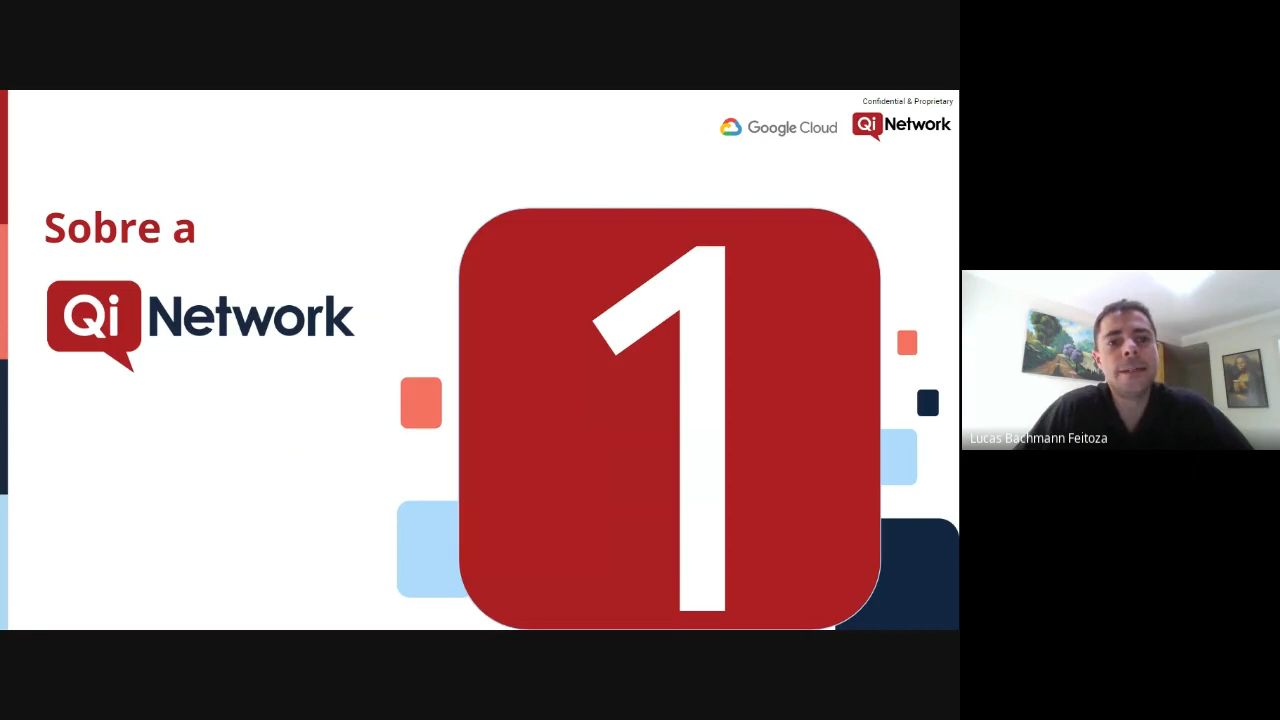 Confidential & Proprietary
Google Cloud
Qi Network
Sobre a
Qi Network
1
Lucas Bachmann Feitoza